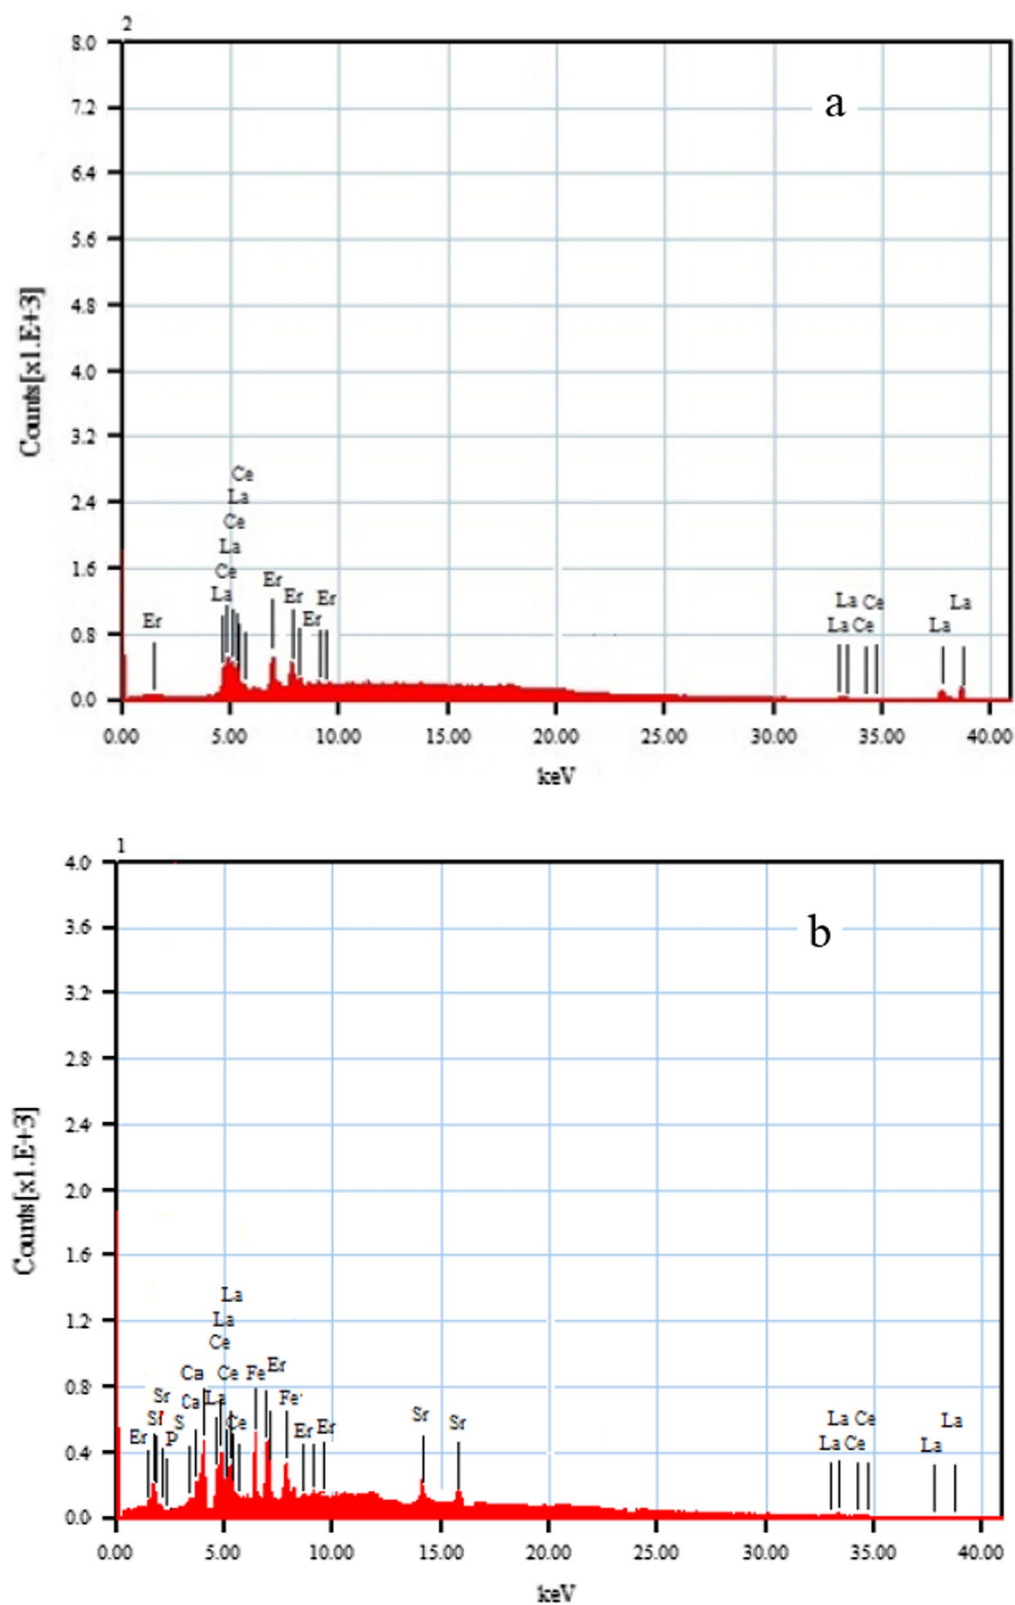 2
8.0
a
7.2
6.4
5.6
4.8
4.0
3.2
2.4
1.6
0.8
0.0
Counts[x1.E+3]
Ce
La
Ce
La
Ce
La
Er
Er
Er
Er
Er
La Ce
La Ce
La
La
0.00 5.00 10.00 15.00 20.00 25.00 30.00 35.00 40.00
keV
1
4.0
b
3.6
3.2
2.8
2.4
2.0
1.6
1.2
0.8
0.4
0.0
Counts[x1.E+3]
La
La
Ce
Ca Ce Fe Er
Sr Ca La Fe
S Ce
Er P Er Er
Sr Sr
La Ce
La Ce
La
La
0.00 5.00 10.00 15.00 20.00 25.00 30.00 35.00 40.00
keV